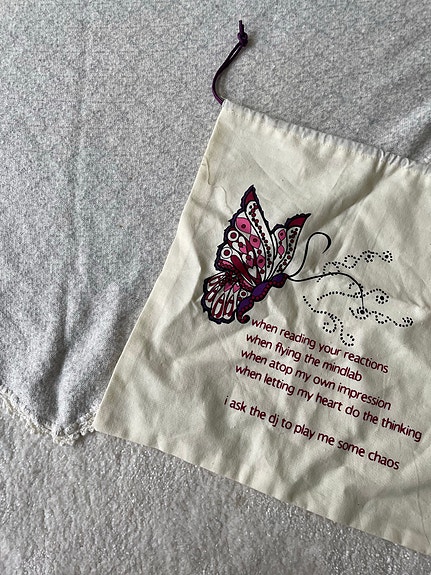 when reading your reactions
when flying the mindlab
when atop my own impression
when letting my heart do the thinking
i ask the dj to play me some chaos